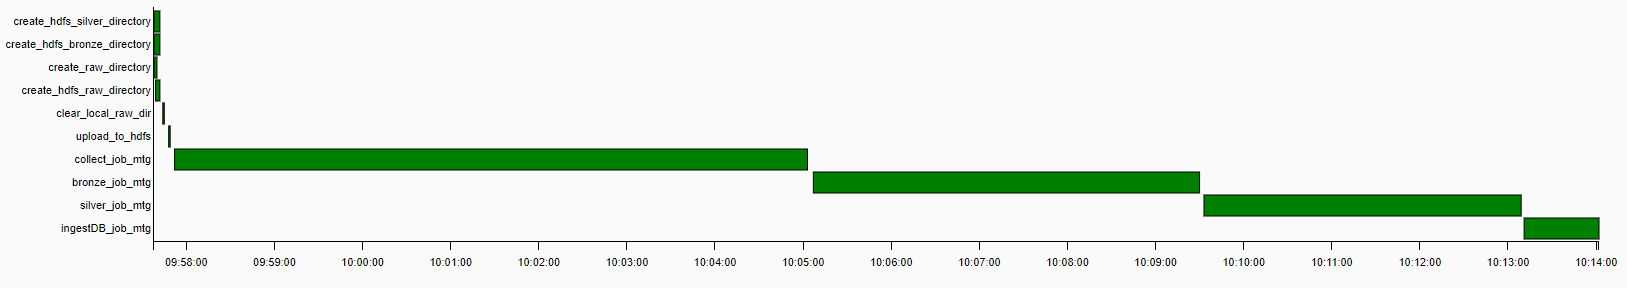 create_hdfs_silver_directory
create_hdfs_bronze_directory
create_raw_directory
create_hdfs_raw_directory
clear_local_raw_dir
upload_to_hdfs
collect_job_mtg
bronze_job_mtg
silver_job_mtg
ingestDB_job_mtg
09:58:00 09:59:00 10:00:00 10:01:00 10:02:00 10:03:00 10:04:00 10:05:00 10:06:00 10:07:00 10:08:00 10:09:00 10:10:00 10:11:00 10:12:00 10:13:00 10:14:00